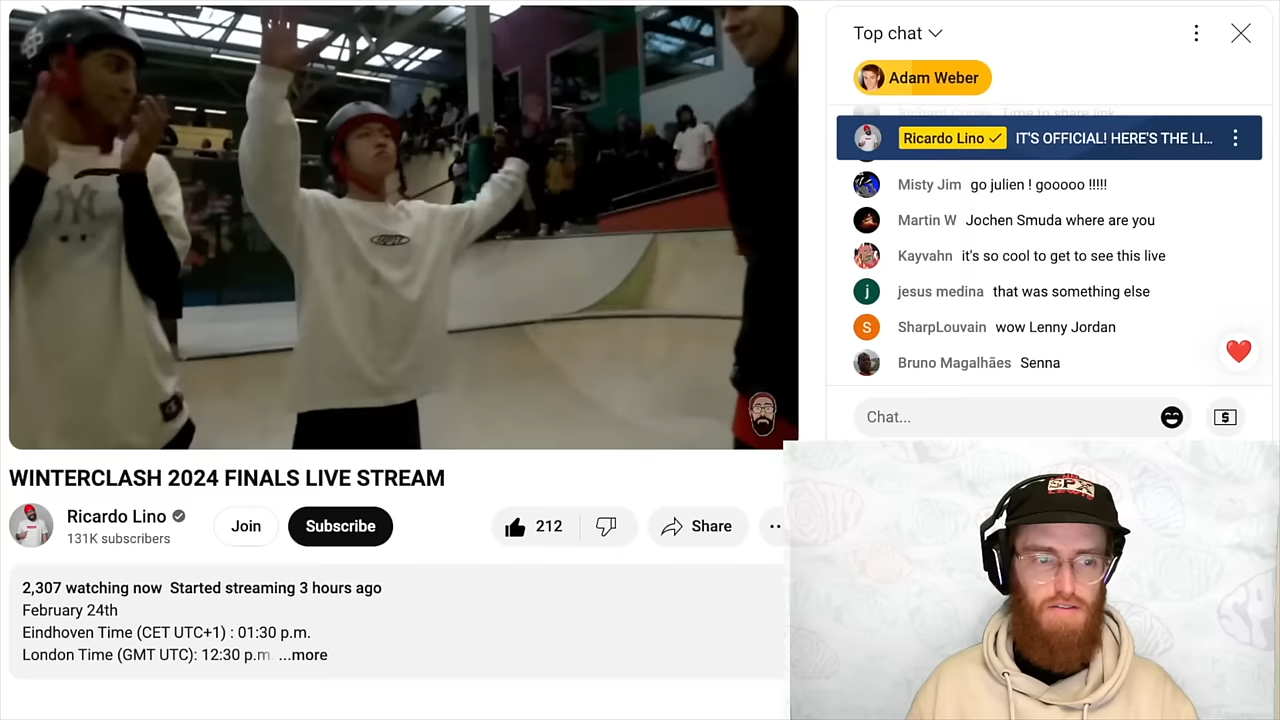 Top chat
Adam Weber
Ricardo Lino IT'S OFFICIAL! HERE'S THE LI...
Misty Jim go julien ! gooooo !!!!!
Martin W Jochen Smuda where are you
Kayvahn it's so cool to get to see this live
j jesus medina that was something else
S SharpLouvain wow Lenny Jordan
Bruno Magalhães Senna
Chat...
$
WINTERCLASH 2024 FINALS LIVE STREAM
Ricardo Lino
131K subscribers
Join
Subscribe
212
Share
2,307 watching now Started streaming 3 hours ago
February 24th
Eindhoven Time (CET UTC+1) : 01:30 p.m.
London Time (GMT UTC): 12:30 p.m. ...more
SPX